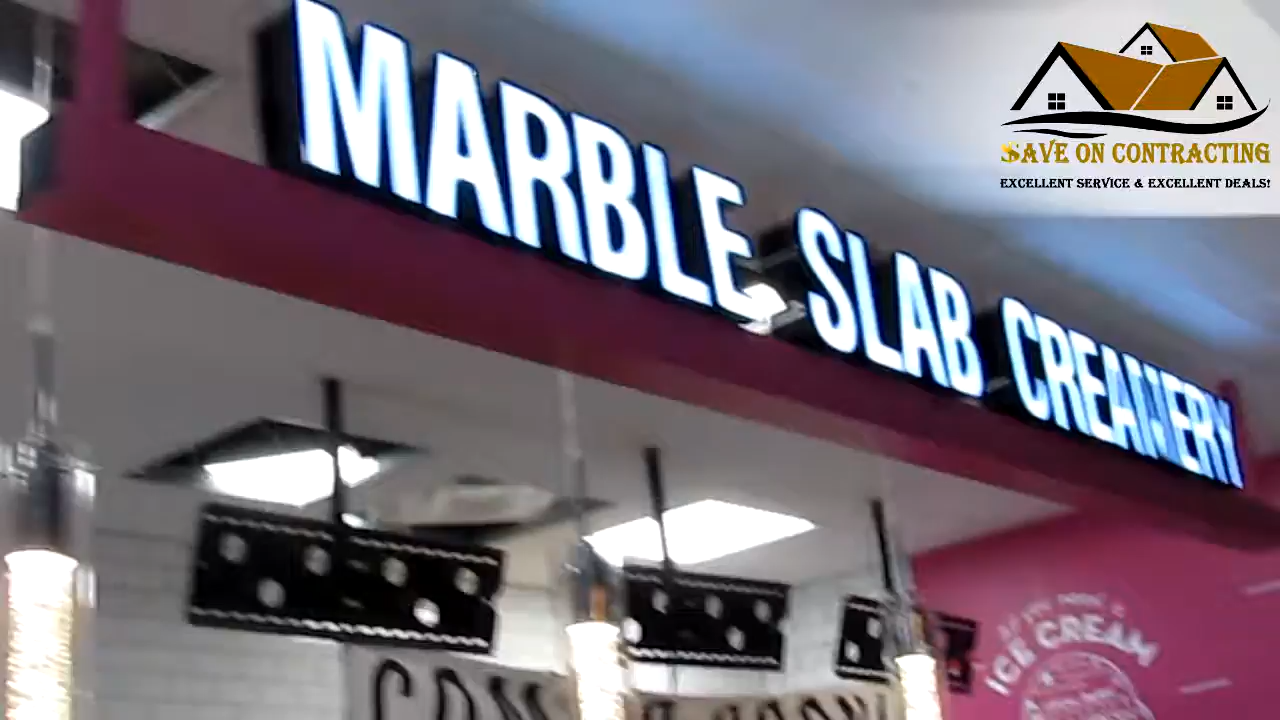 MARBLE SLAB CREAMERY
SAVE ON CONTRACTING
EXCELLENT SERVICE & EXCELLENT DEALS!
ICE CREAM